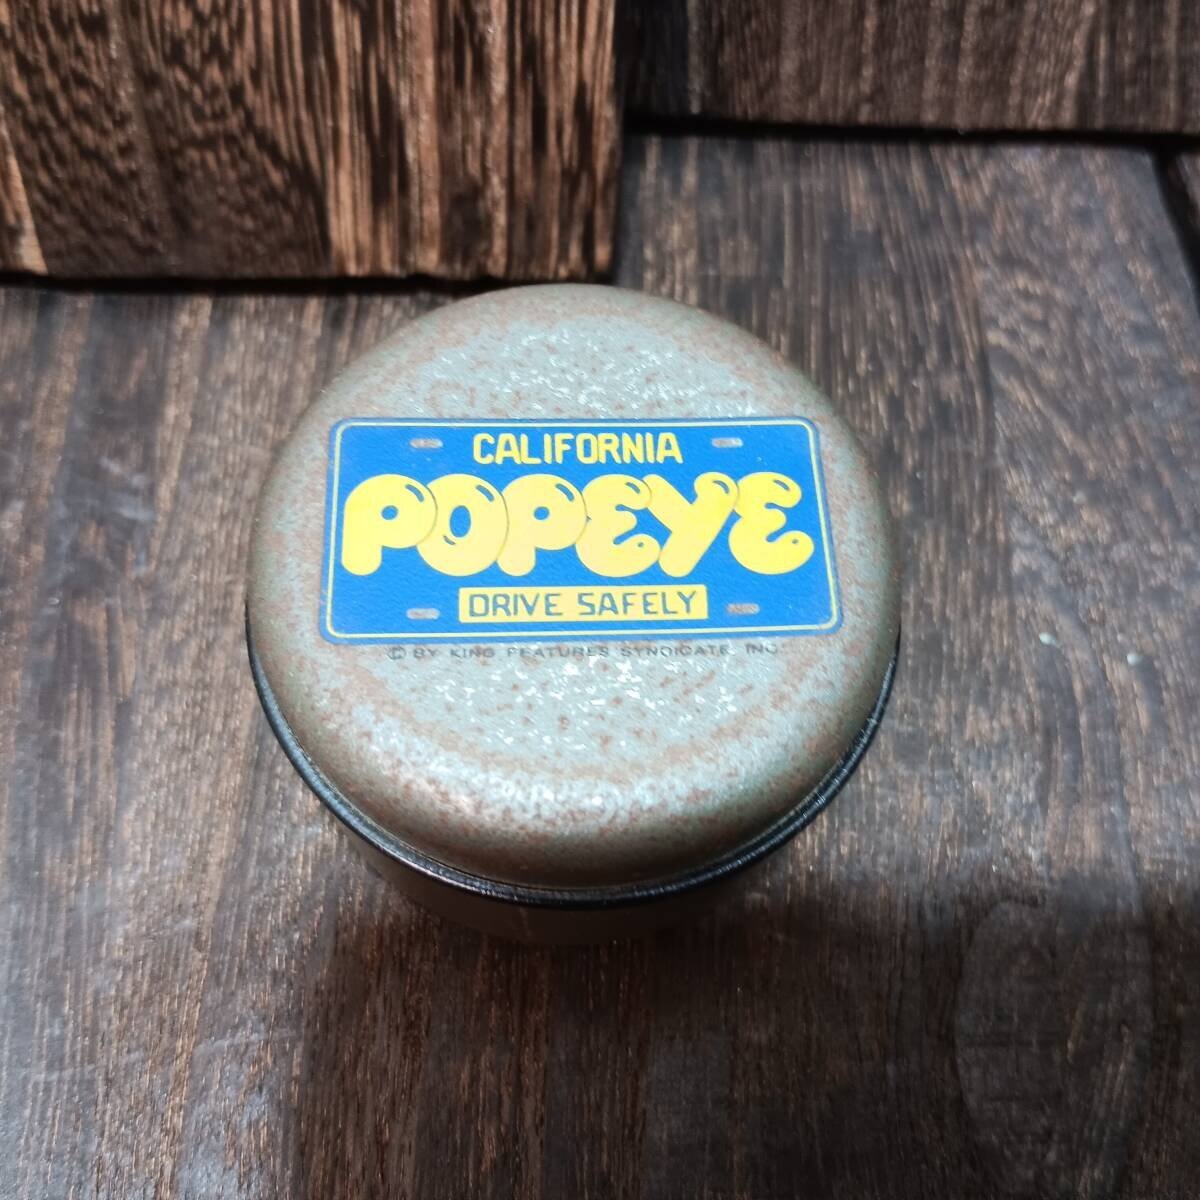 CALIFORNIA
POPEYE
DRIVE SAFELY
© BY KING FEATURES SYNDICATE, INC.